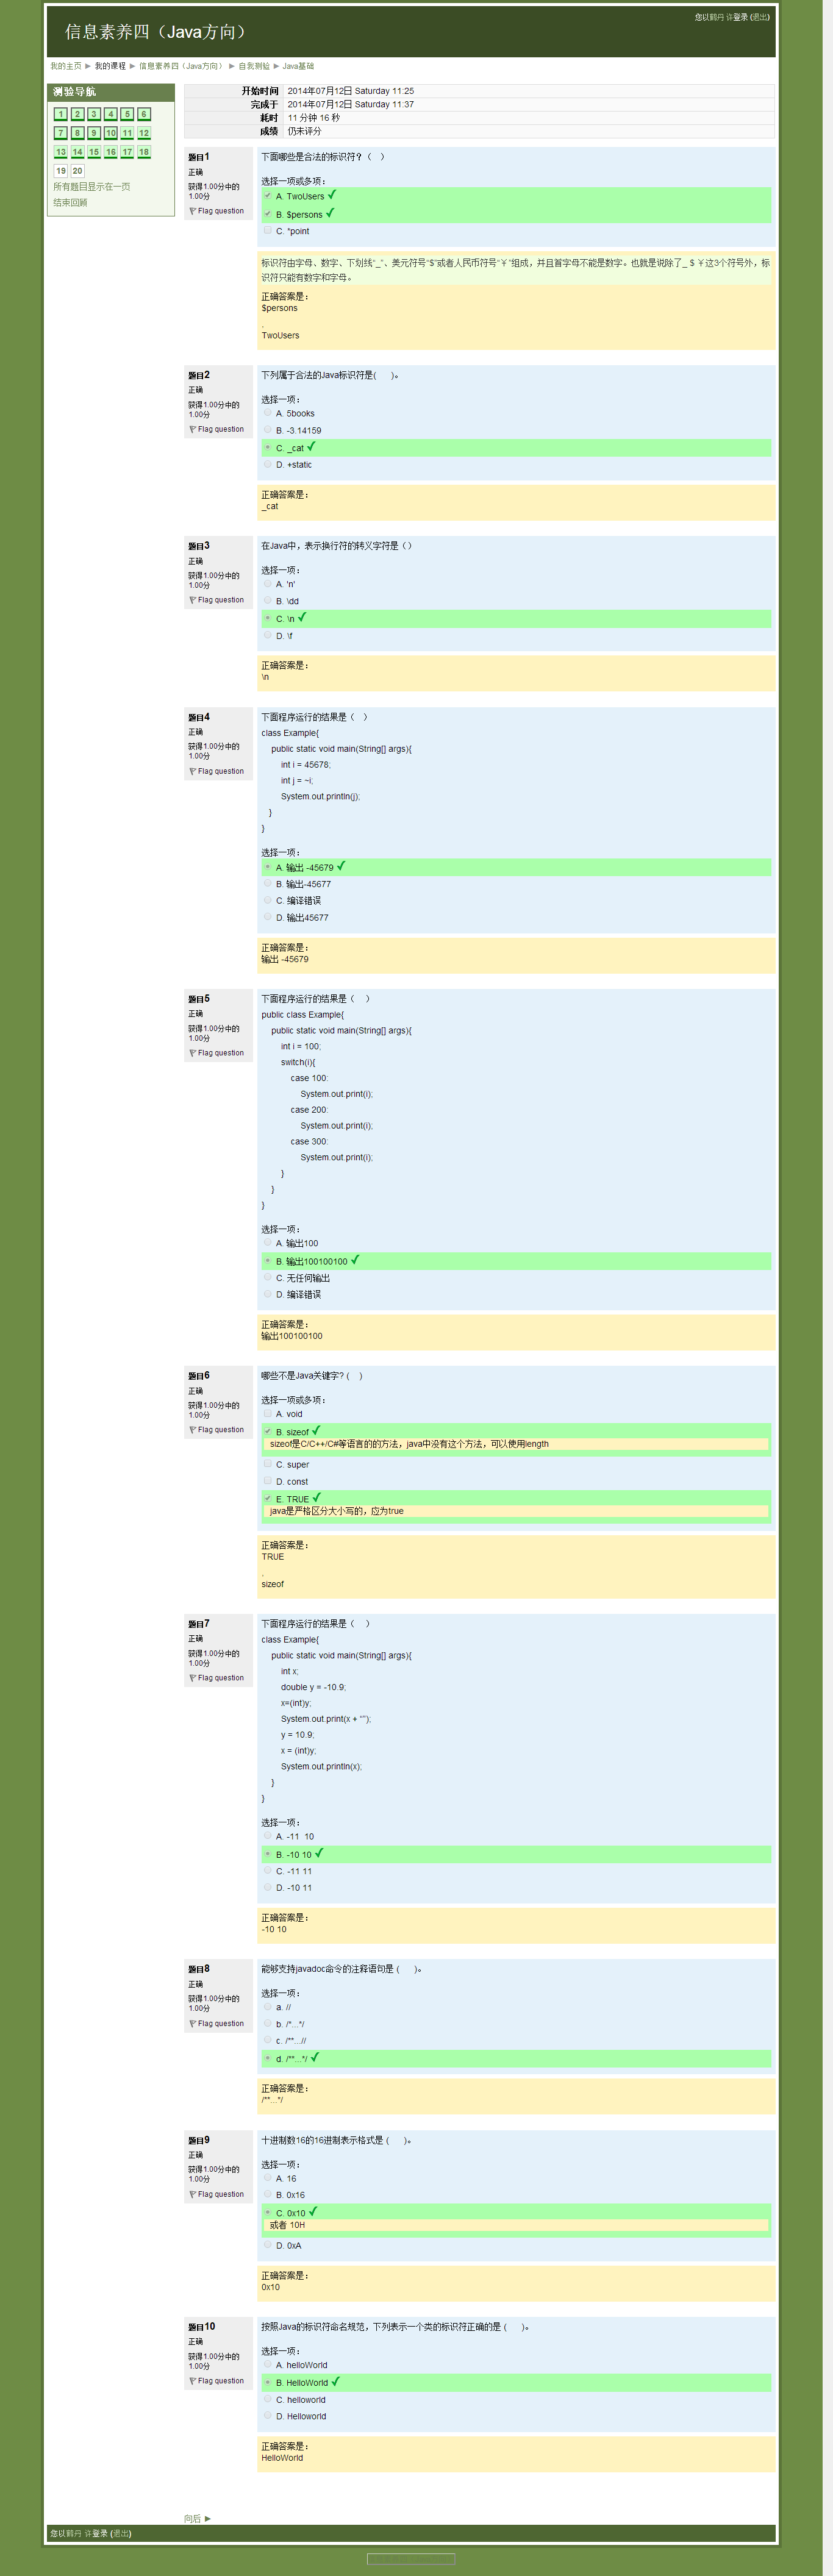 您以鹤丹 许登录 (退出)
信息素养四（Java方向）
我的主页 ► 我的课程 ► 信息素养四（Java方向） ► 自我测验 ► Java基础
测验导航
1 2 3 4 5 6
7 8 9 10 11 12
13 14 15 16 17 18
19 20
所有题目显示在一页
结束回顾
开始时间 2014年07月12日 Saturday 11:25
完成于 2014年07月12日 Saturday 11:37
耗时 11 分钟 16 秒
成绩 仍未评分
题目1
正确
获得1.00分中的
1.00分
Flag question
下面哪些是合法的标识符？（ ）
选择一项或多项：
A. TwoUsers
B. $persons
C. *point
标识符由字母、数字、下划线“_”、美元符号“$”或者人民币符号“￥”组成，并且首字母不能是数字。也就是说除了_ $ ￥这3个符号外，标
识符只能有数字和字母。
正确答案是：
$persons
,
TwoUsers
题目2
正确
获得1.00分中的
1.00分
Flag question
下列属于合法的Java标识符是( )。
选择一项：
A. 5books
B. -3.14159
C. _cat
D. +static
正确答案是：
_cat
题目3
正确
获得1.00分中的
1.00分
Flag question
在Java中，表示换行符的转义字符是（）
选择一项：
A. 'n'
B. \dd
C. \n
D. \f
正确答案是：
\n
题目4
正确
获得1.00分中的
1.00分
Flag question
下面程序运行的结果是（ ）
class Example{
public static void main(String[] args){
int i = 45678;
int j = ~i;
System.out.println(j);
}
}
选择一项：
A. 输出 -45679
B. 输出-45677
C. 编译错误
D. 输出45677
正确答案是：
输出 -45679
题目5
正确
获得1.00分中的
1.00分
Flag question
下面程序运行的结果是（ ）
public class Example{
public static void main(String[] args){
int i = 100;
switch(i){
case 100:
System.out.print(i);
case 200:
System.out.print(i);
case 300:
System.out.print(i);
}
}
}
选择一项：
A. 输出100
B. 输出100100100
C. 无任何输出
D. 编译错误
正确答案是：
输出100100100
题目6
正确
获得1.00分中的
1.00分
Flag question
哪些不是Java关键字? ( )
选择一项或多项：
A. void
B. sizeof
sizeof是C/C++/C#等语言的的方法，java中没有这个方法，可以使用length
C. super
D. const
E. TRUE
java是严格区分大小写的，应为true
正确答案是：
TRUE
,
sizeof
题目7
正确
获得1.00分中的
1.00分
Flag question
下面程序运行的结果是（ ）
class Example{
public static void main(String[] args){
int x;
double y = -10.9;
x=(int)y;
System.out.print(x + “”);
y = 10.9;
x = (int)y;
System.out.println(x);
}
}
选择一项：
A. -11 10
B. -10 10
C. -11 11
D. -10 11
正确答案是：
-10 10
题目8
正确
获得1.00分中的
1.00分
Flag question
能够支持javadoc命令的注释语句是 ( )。
选择一项：
a. //
b. /*...*/
c. /**...//
d. /**...*/
正确答案是：
/**...*/
题目9
正确
获得1.00分中的
1.00分
Flag question
十进制数16的16进制表示格式是 ( )。
选择一项：
A. 16
B. 0x16
C. 0x10
或者 10H
D. 0xA
正确答案是：
0x10
题目10
正确
获得1.00分中的
1.00分
Flag question
按照Java的标识符命名规范，下列表示一个类的标识符正确的是 ( )。
选择一项：
A. helloWorld
B. HelloWorld
C. helloworld
D. Helloworld
正确答案是：
HelloWorld
向后 ►
您以鹤丹 许登录 (退出)